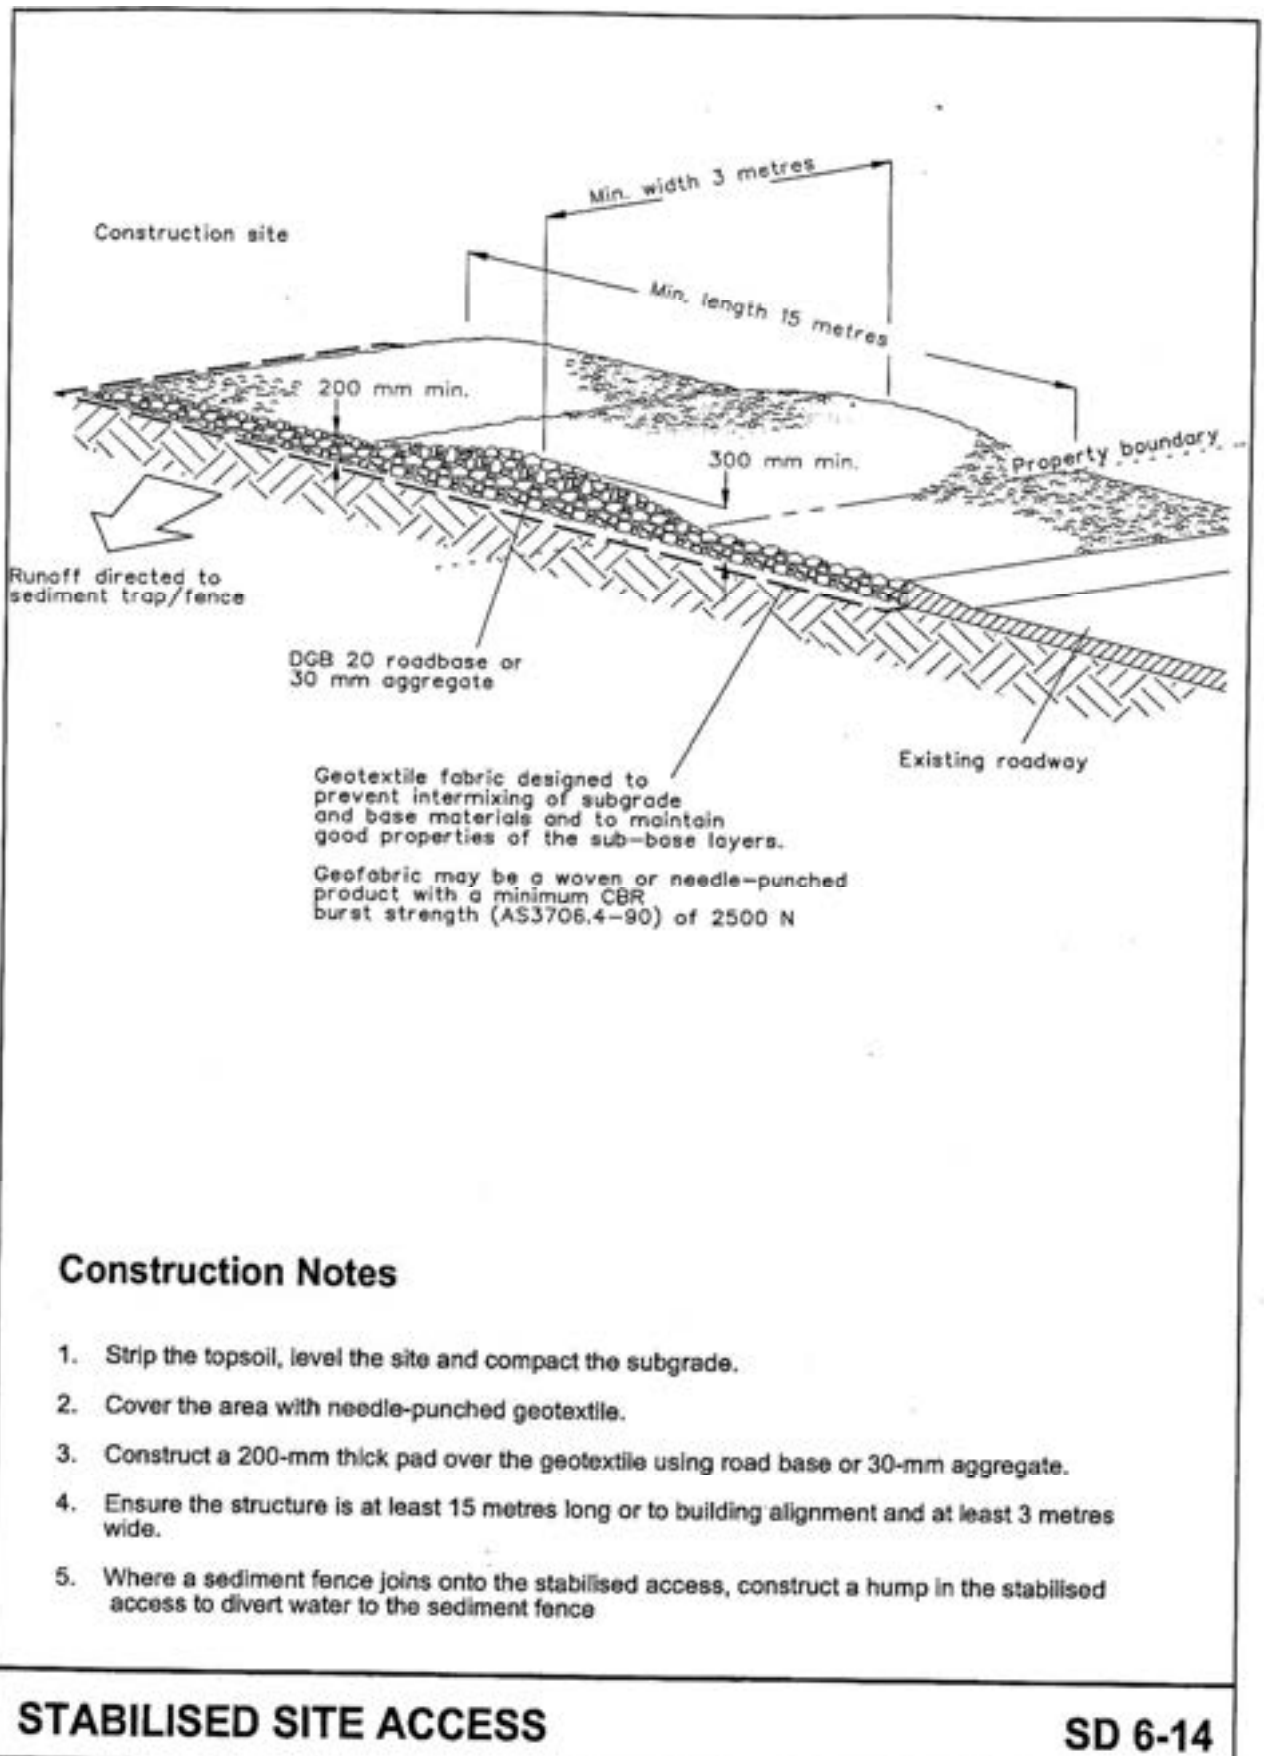 Min. width 3 metres
Construction site
Min. length 15 metres
200 mm min.
300 mm min.
Property boundary
Runoff directed to
sediment trap/fence
DGB 20 roadbase or
30 mm aggregate
Existing roadway
Geotextile fabric designed to
prevent intermixing of subgrade
and base materials and to maintain
good properties of the sub-base layers.
Geofabric may be a woven or needle-punched
product with a minimum CBR
burst strength (AS3706.4-90) of 2500 N
Construction Notes
1. Strip the topsoil, level the site and compact the subgrade.
2. Cover the area with needle-punched geotextile.
3. Construct a 200-mm thick pad over the geotextile using road base or 30-mm aggregate.
4. Ensure the structure is at least 15 metres long or to building alignment and at least 3 metres
wide.
5. Where a sediment fence joins onto the stabilised access, construct a hump in the stabilised
access to divert water to the sediment fence
STABILISED SITE ACCESS
SD 6-14